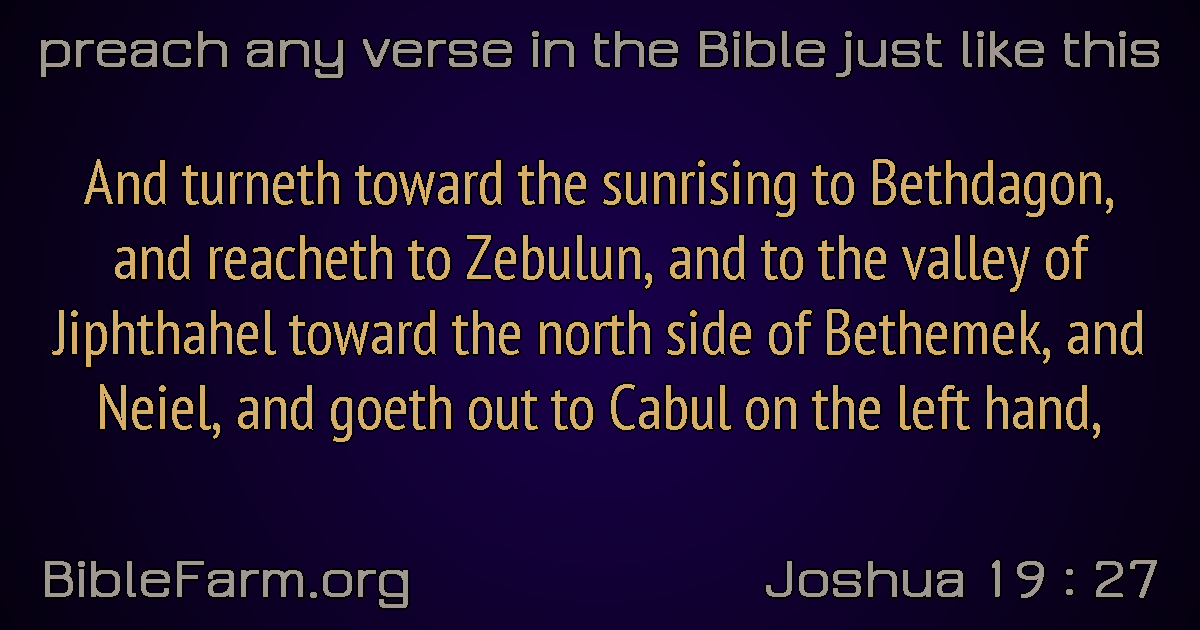 preach any verse in the Bible just like this
And turneth toward the sunrising to Bethdagon,
and reacheth to Zebulun, and to the valley of
Jiphthahel toward the north side of Bethemek, and
Neiel, and goeth out to Cabul on the left hand,
BibleFarm.org
Joshua 19 : 27